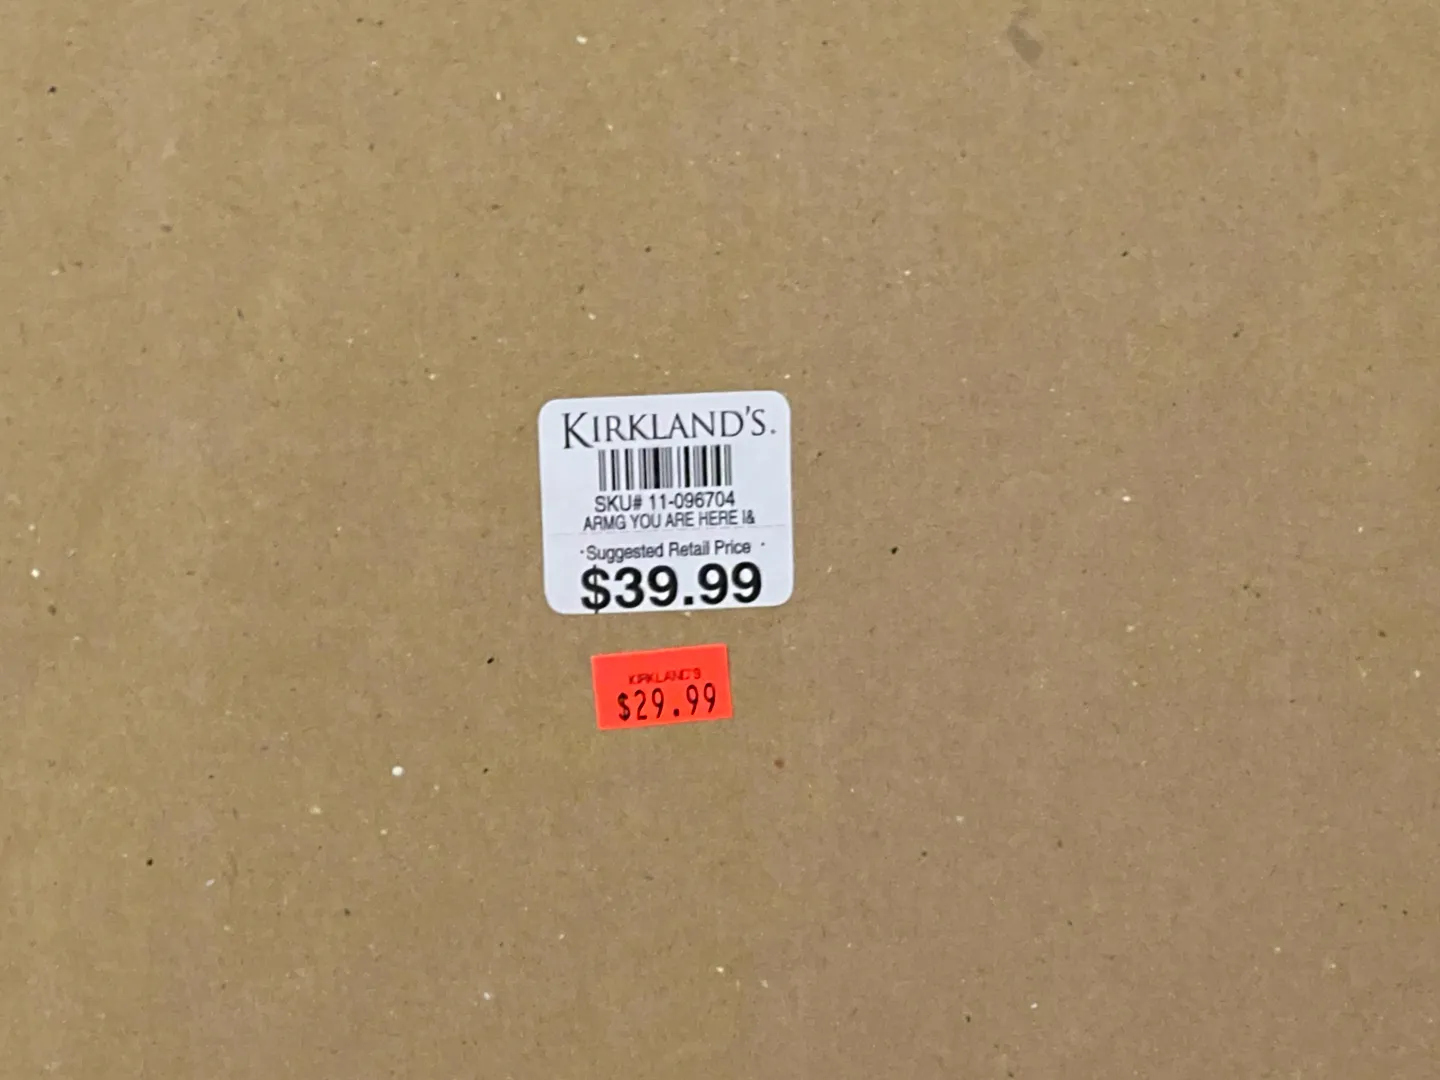 KIRKLAND'S.
SKU# 11-096704
ARMG YOU ARE HERE I&
Suggested Retail Price
$39.99
KIRKLAND'S
$29.99